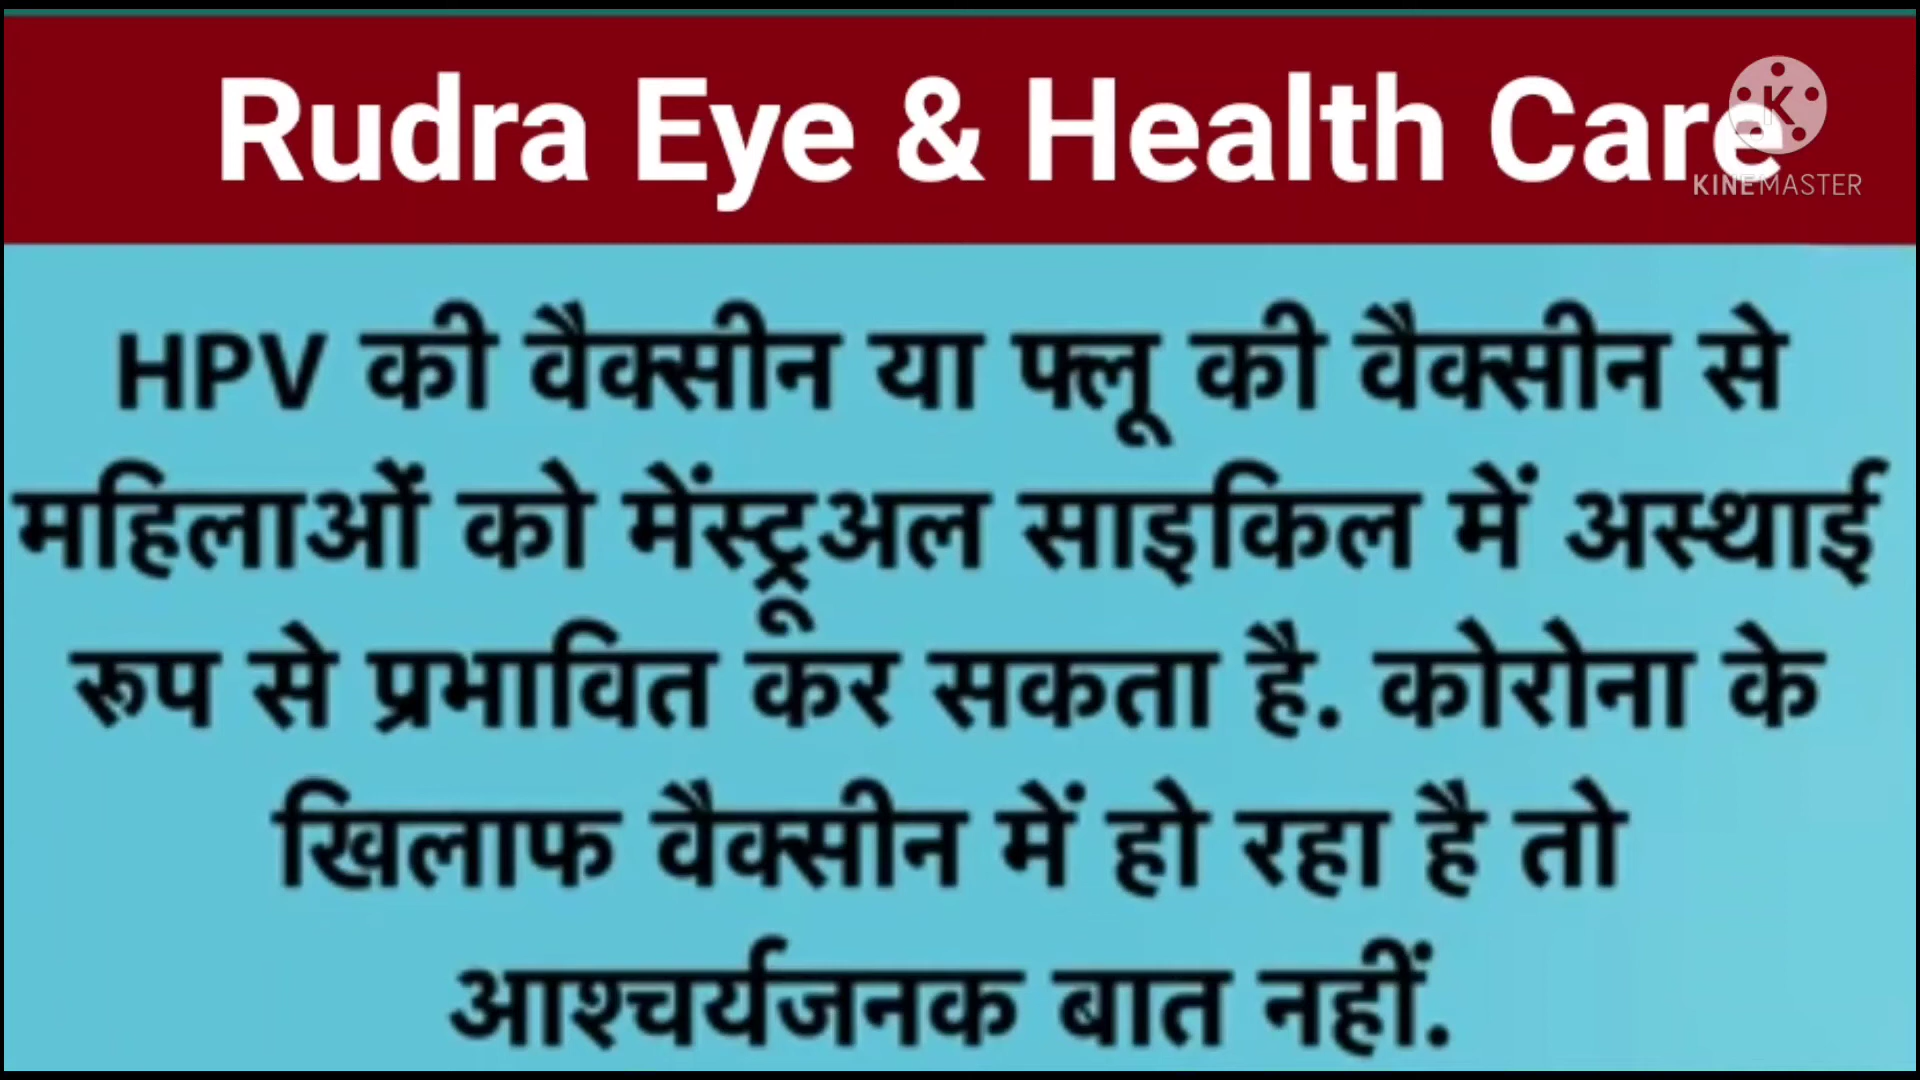 Rudra Eye & Health Care
KINEMASTER
HPV की वैक्सीन या फ्लू की वैक्सीन से
महिलाओं को मेंस्ट्रूअल साइकिल में अस्थाई
रूप से प्रभावित कर सकता है. कोरोना के
खिलाफ वैक्सीन में हो रहा है तो
आश्चर्यजनक बात नहीं.